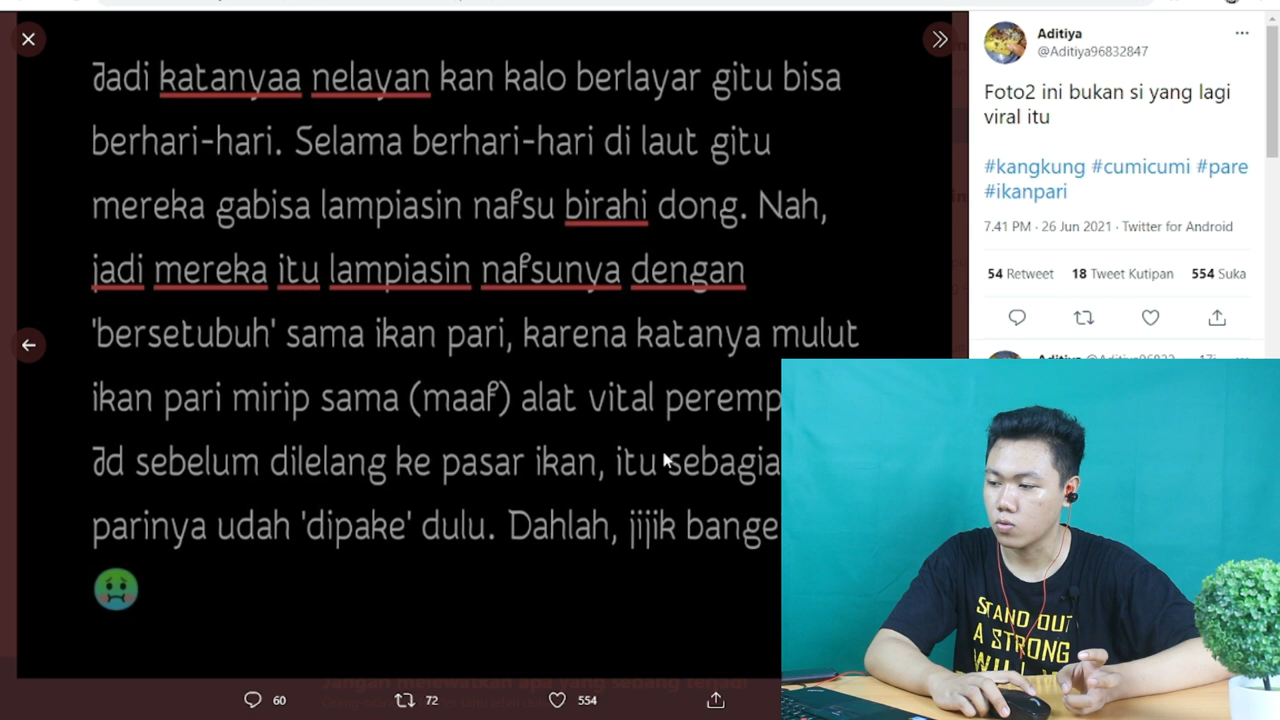 Jadi katanyaa nelayan kan kalo berlayar gitu bisa
berhari-hari. Selama berhari-hari di laut gitu
mereka gabisa lampiasin nafsu birahi dong. Nah,
jadi mereka itu lampiasin nafsunya dengan
'bersetubuh' sama ikan pari, karena katanya mulut
ikan pari mirip sama (maaf) alat vital peremp
Jd sebelum dilelang ke pasar ikan, itu sebagia
parinya udah 'dipake' dulu. Dahlah, jijik bange
60
72
554
Aditiya
@Aditiya96832847
Foto2 ini bukan si yang lagi
viral itu
#kangkung #cumicumi #pare
#ikanpari
7.41 PM · 26 Jun 2021 · Twitter for Android
54 Retweet 18 Tweet Kutipan 554 Suka
STAND OUT
A STRONG